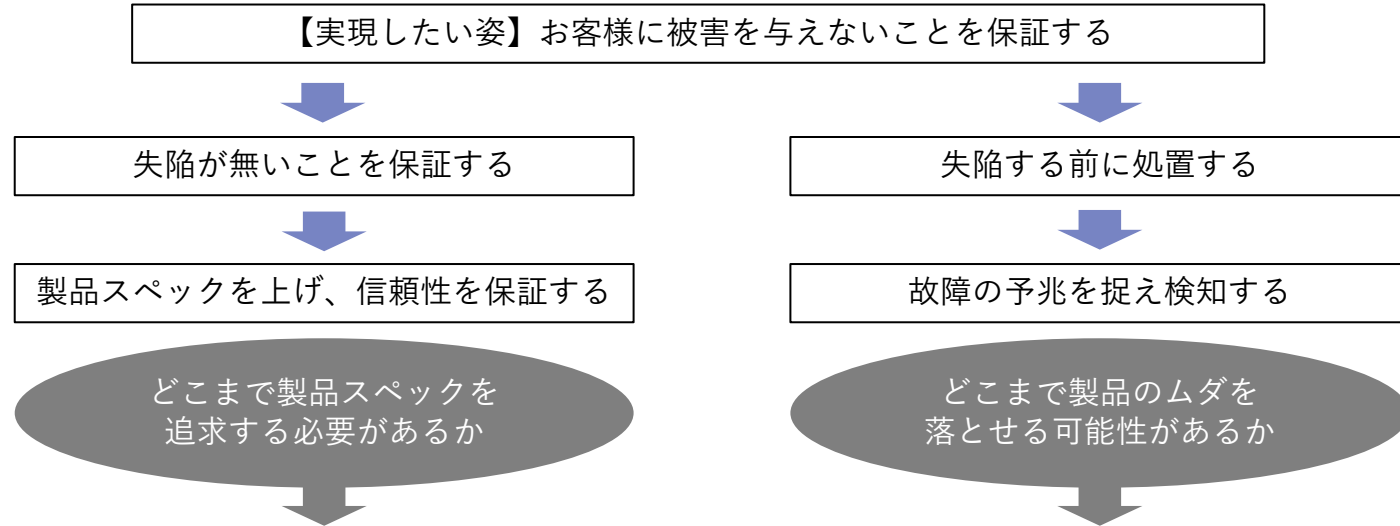 【実現したい姿】お客様に被害を与えないことを保証する
失陥が無いことを保証する
失陥する前に処置する
製品スペックを上げ、信頼性を保証する
故障の予兆を捉え検知する
どこまで製品スペックを
追求する必要があるか
どこまで製品のムダを
落とせる可能性があるか